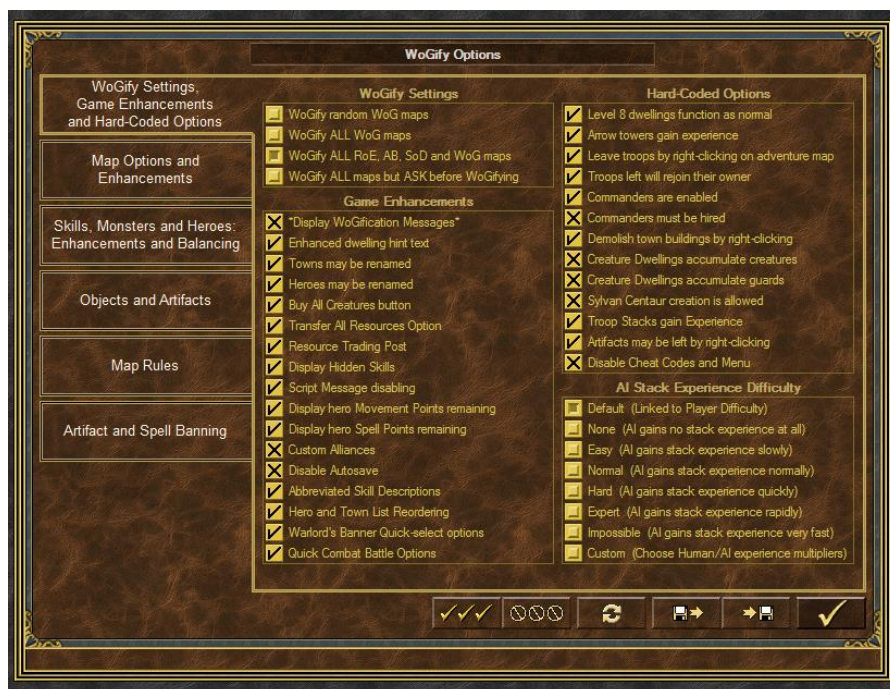 WoGify Options
WoGify Settings,
Game Enhancements
and Hard-Coded Options
Map Options and
Enhancements
Skills, Monsters and Heroes:
Enhancements and Balancing
Objects and Artifacts
Map Rules
Artifact and Spell Banning
WoGify Settings
WoGify random WoG maps
WoGify ALL WoG maps
WoGify ALL RoE, AB, SoD and WoG maps
WoGify ALL maps but ASK before WoGifying
Game Enhancements
*Display WoGification Messages*
Enhanced dwelling hint text
Towns may be renamed
Heroes may be renamed
Buy All Creatures button
Transfer All Resources Option
Resource Trading Post
Display Hidden Skills
Script Message disabling
Display hero Movement Points remaining
Display hero Spell Points remaining
Custom Alliances
Disable Autosave
Abbreviated Skill Descriptions
Hero and Town List Reordering
Warlord's Banner Quick-select options
Quick Combat Battle Options
Hard-Coded Options
Level 8 dwellings function as normal
Arrow towers gain experience
Leave troops by right-clicking on adventure map
Troops left will rejoin their owner
Commanders are enabled
Commanders must be hired
Demolish town buildings by right-clicking
Creature Dwellings accumulate creatures
Creature Dwellings accumulate guards
Sylvan Centaur creation is allowed
Troop Stacks gain Experience
Artifacts may be left by right-clicking
Disable Cheat Codes and Menu
AI Stack Experience Difficulty
Default (Linked to Player Difficulty)
None (AI gains no stack experience at all)
Easy (AI gains stack experience slowly)
Normal (AI gains stack experience normally)
Hard (AI gains stack experience quickly)
Expert (AI gains stack experience rapidly)
Impossible (AI gains stack experience very fast)
Custom (Choose Human/AI experience multipliers)